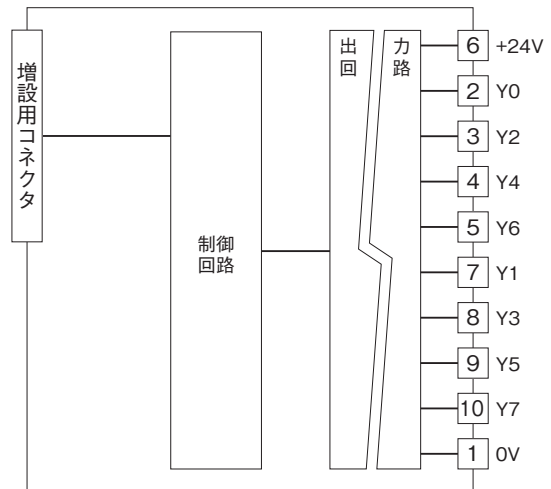 増設用コネクタ
制御
回路
出力
回路
6 +24V
2 Y0
3 Y2
4 Y4
5 Y6
7 Y1
8 Y3
9 Y5
10 Y7
1 0V